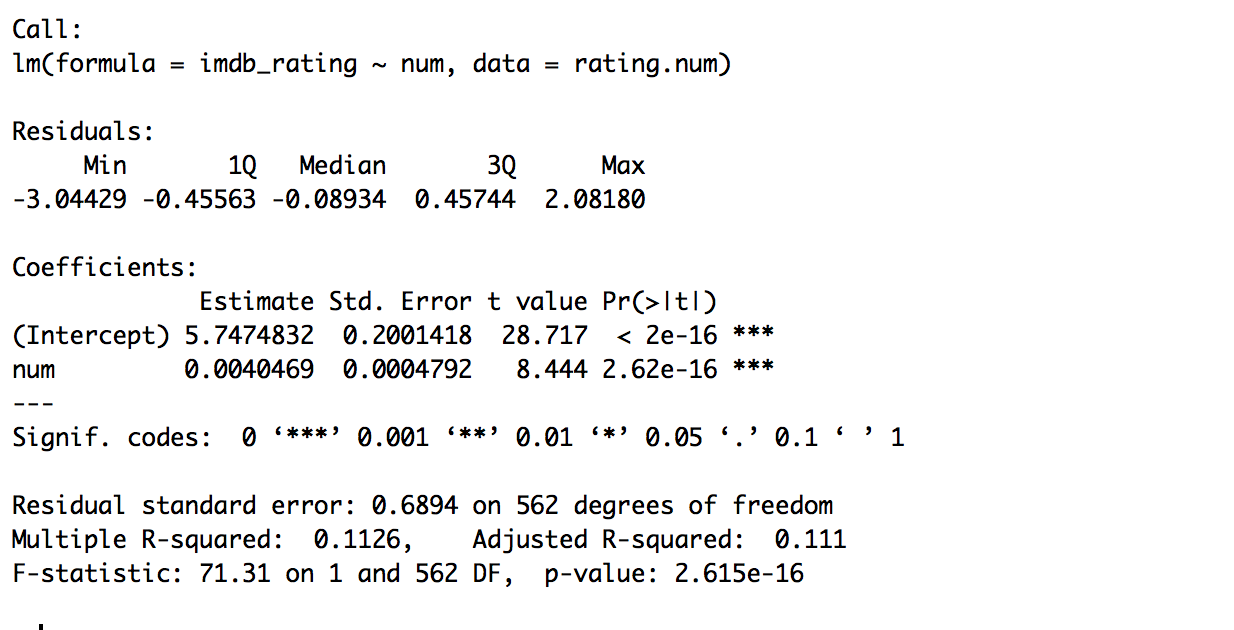 Call:
lm(formula = imdb_rating ~ num, data = rating.num)
Residuals:
Min 1Q Median 3Q Max
-3.04429 -0.45563 -0.08934 0.45744 2.08180
Coefficients:
Estimate Std. Error t value Pr(>|t|)
(Intercept) 5.7474832 0.2001418 28.717 < 2e-16 ***
num 0.0040469 0.0004792 8.444 2.62e-16 ***
---
Signif. codes: 0 ‘***’ 0.001 ‘**’ 0.01 ‘*’ 0.05 ‘.’ 0.1 ‘ ’ 1
Residual standard error: 0.6894 on 562 degrees of freedom
Multiple R-squared: 0.1126, Adjusted R-squared: 0.111
F-statistic: 71.31 on 1 and 562 DF, p-value: 2.615e-16